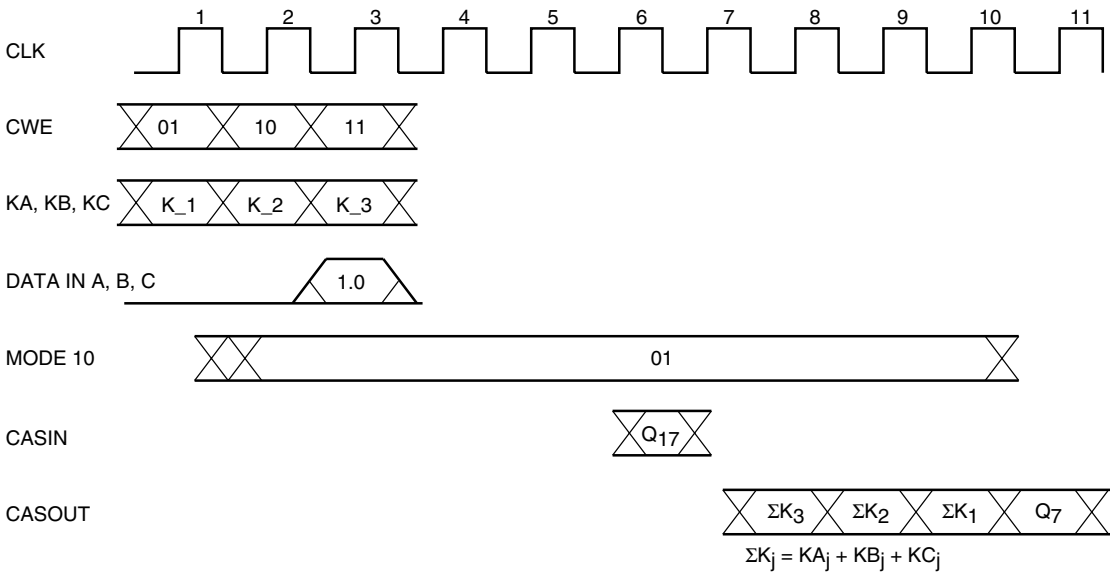 1 2 3 4 5 6 7 8 9 10 11
CLK
CWE 01 10 11
KA, KB, KC K_1 K_2 K_3
DATA IN A, B, C 1.0
MODE 10 01
CASIN Q17
CASOUT ΣK3 ΣK2 ΣK1 Q7
ΣKj = KAj + KBj + KCj